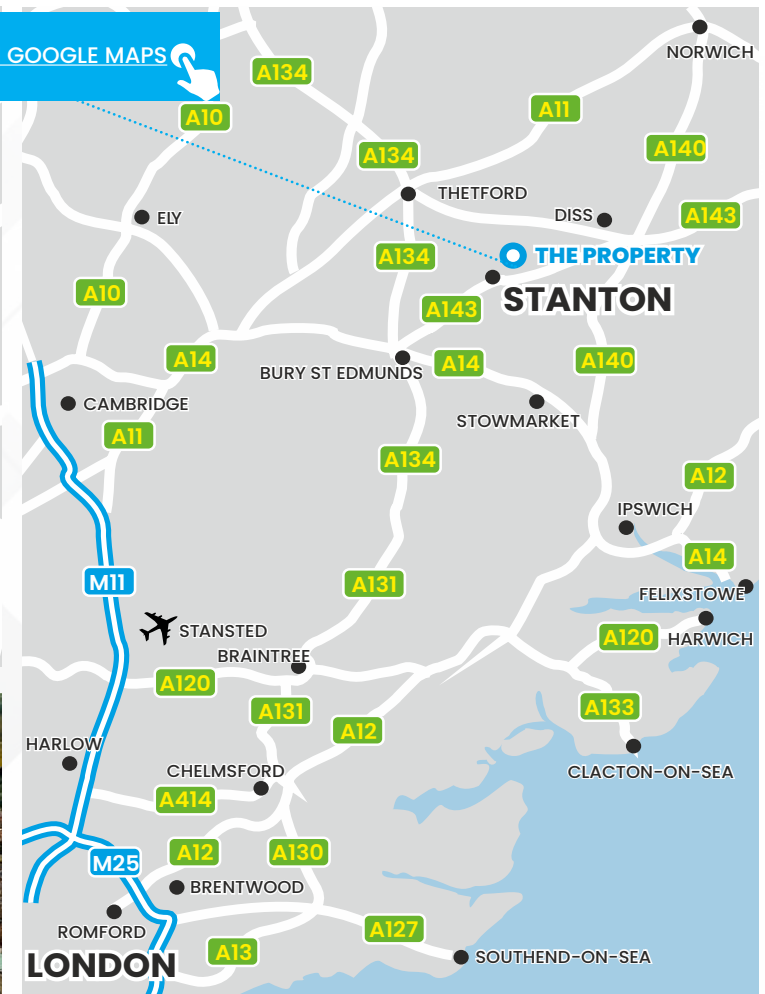 GOOGLE MAPS
NORWICH
A134
A10
A11
A134
A140
THETFORD
DISS
A143
ELY
A134
THE PROPERTY
A10
STANTON
A143
A14
BURY ST EDMUNDS
A14
A140
CAMBRIDGE
STOWMARKET
A11
A134
A12
IPSWICH
A14
M11
A131
FELIXSTOWE
STANSTED
A120
HARWICH
BRAINTREE
A120
A131
A133
A12
HARLOW
CHELMSFORD
CLACTON-ON-SEA
A414
M25
A12
A130
BRENTWOOD
ROMFORD
A127
LONDON
A13
SOUTHEND-ON-SEA